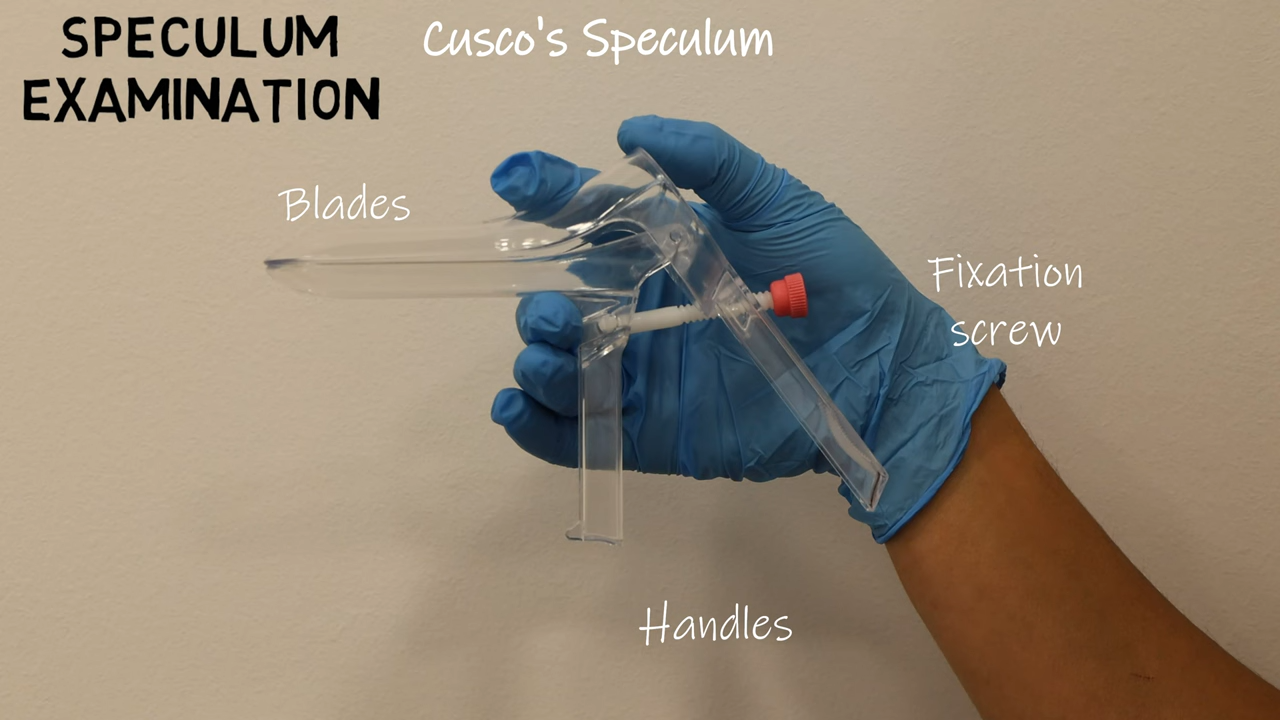 SPECULUM
EXAMINATION
Cusco's Speculum
Blades
Fixation
screw
Handles